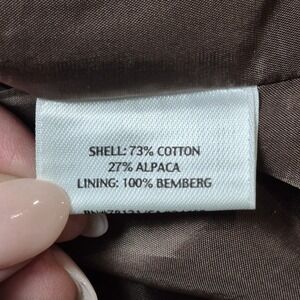 SHELL: 73% COTTON
27% ALPACA
LINING: 100% BEMBERG